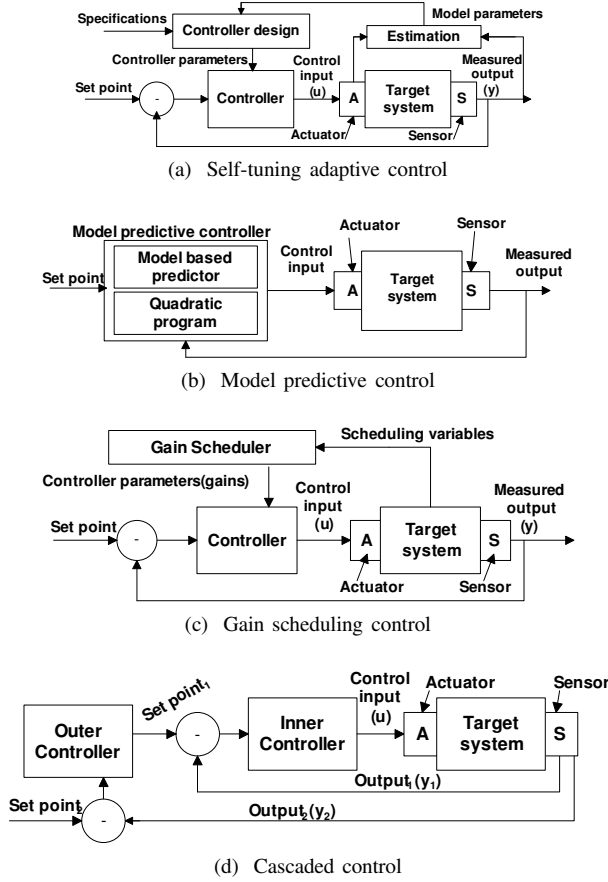 Specifications
Controller design
Model parameters
Estimation
Controller parameters
Control
input
(u)
Measured
output
(y)
Set point
-
Controller
A
Target
system
S
Actuator
Sensor
(a) Self-tuning adaptive control
Model predictive controller
Model based
predictor
Quadratic
program
Set point
Control
input
Actuator
A
Target
system
Sensor
S
Measured
output
(b) Model predictive control
Gain Scheduler
Scheduling variables
Controller parameters(gains)
Control
input
(u)
Measured
output
(y)
Set point
-
Controller
A
Target
system
S
Actuator
Sensor
(c) Gain scheduling control
Outer
Controller
Set point₁
-
Inner
Controller
Control
input
(u)
Actuator
A
Target
system
Sensor
S
Output₁(y₁)
Set point₂
-
Output₂(y₂)
(d) Cascaded control